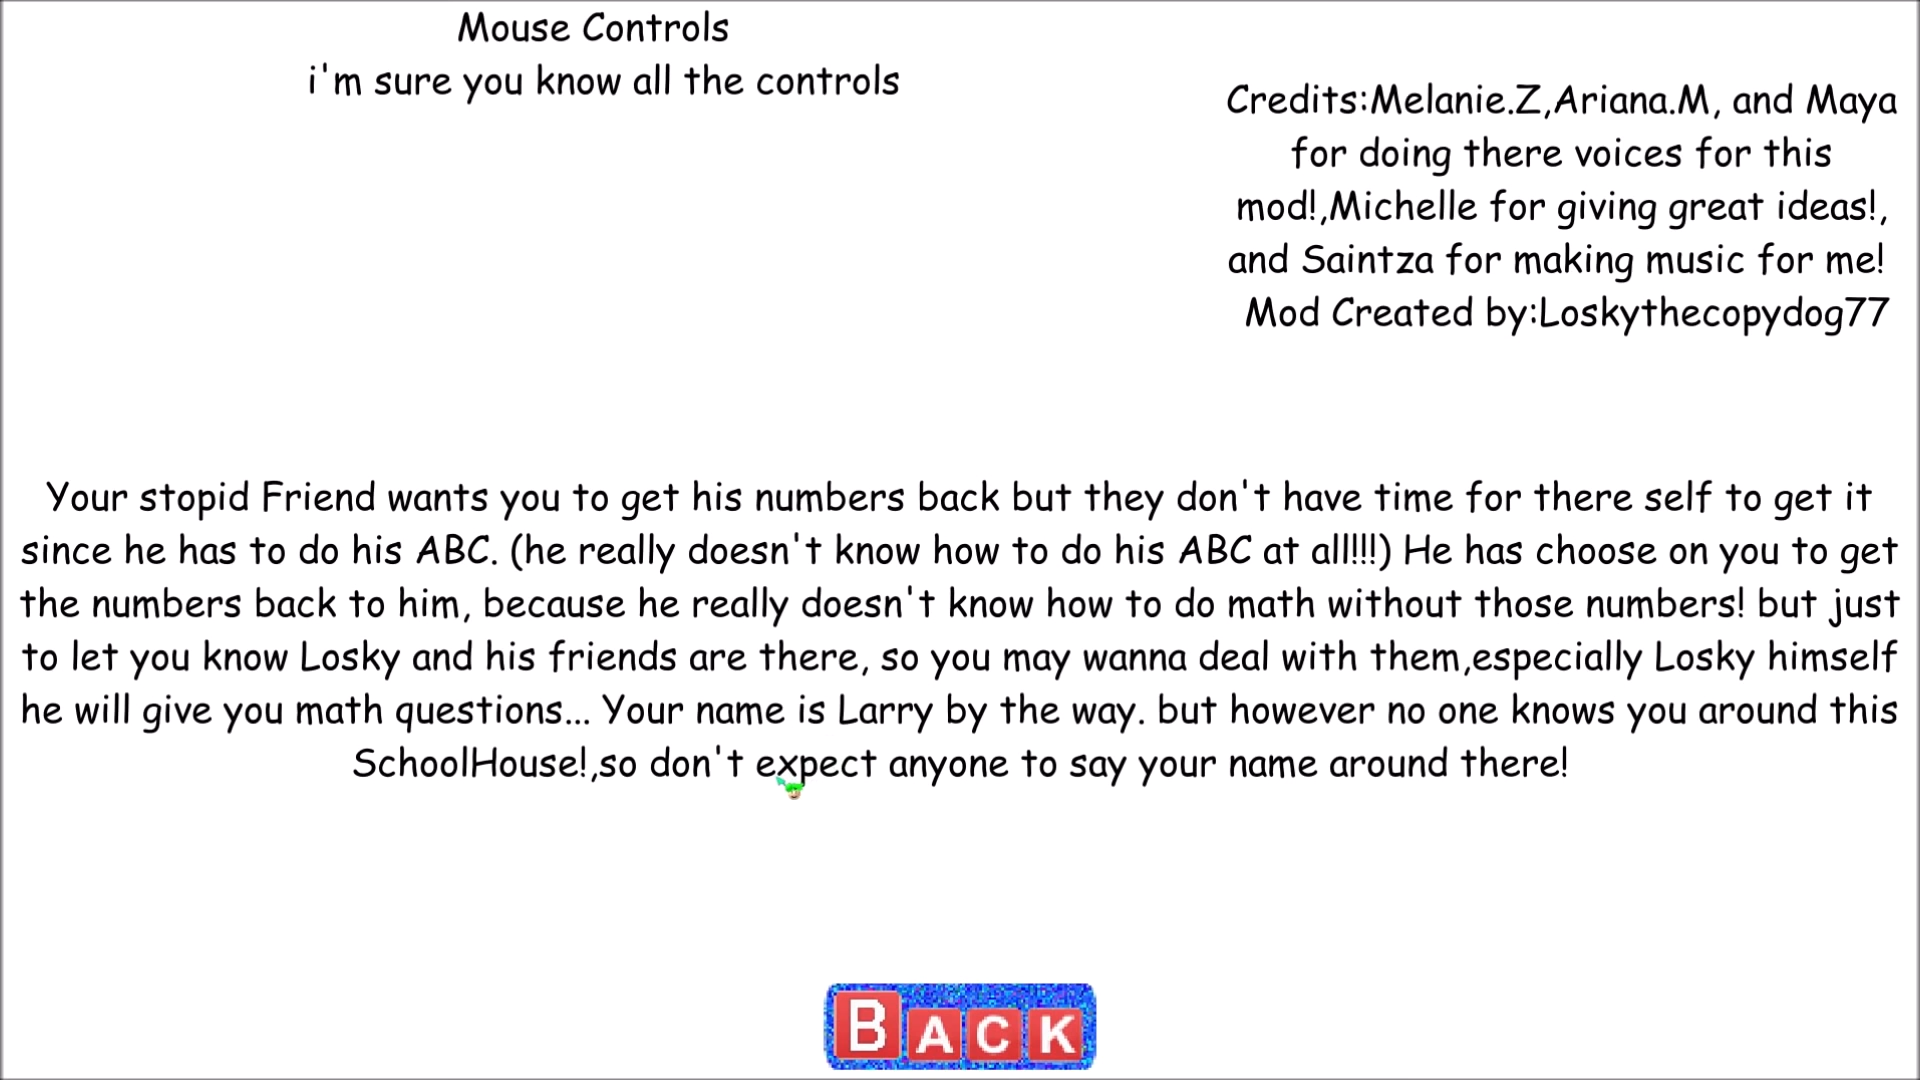 Mouse Controls
i'm sure you know all the controls
Credits:Melanie.Z,Ariana.M, and Maya
for doing there voices for this
mod!,Michelle for giving great ideas!,
and Saintza for making music for me!
Mod Created by:Loskythecopydog77
Your stopid Friend wants you to get his numbers back but they don't have time for there self to get it
since he has to do his ABC. (he really doesn't know how to do his ABC at all!!!) He has choose on you to get
the numbers back to him, because he really doesn't know how to do math without those numbers! but just
to let you know Losky and his friends are there, so you may wanna deal with them,especially Losky himself
he will give you math questions... Your name is Larry by the way. but however no one knows you around this
SchoolHouse!,so don't expect anyone to say your name around there!
BACK